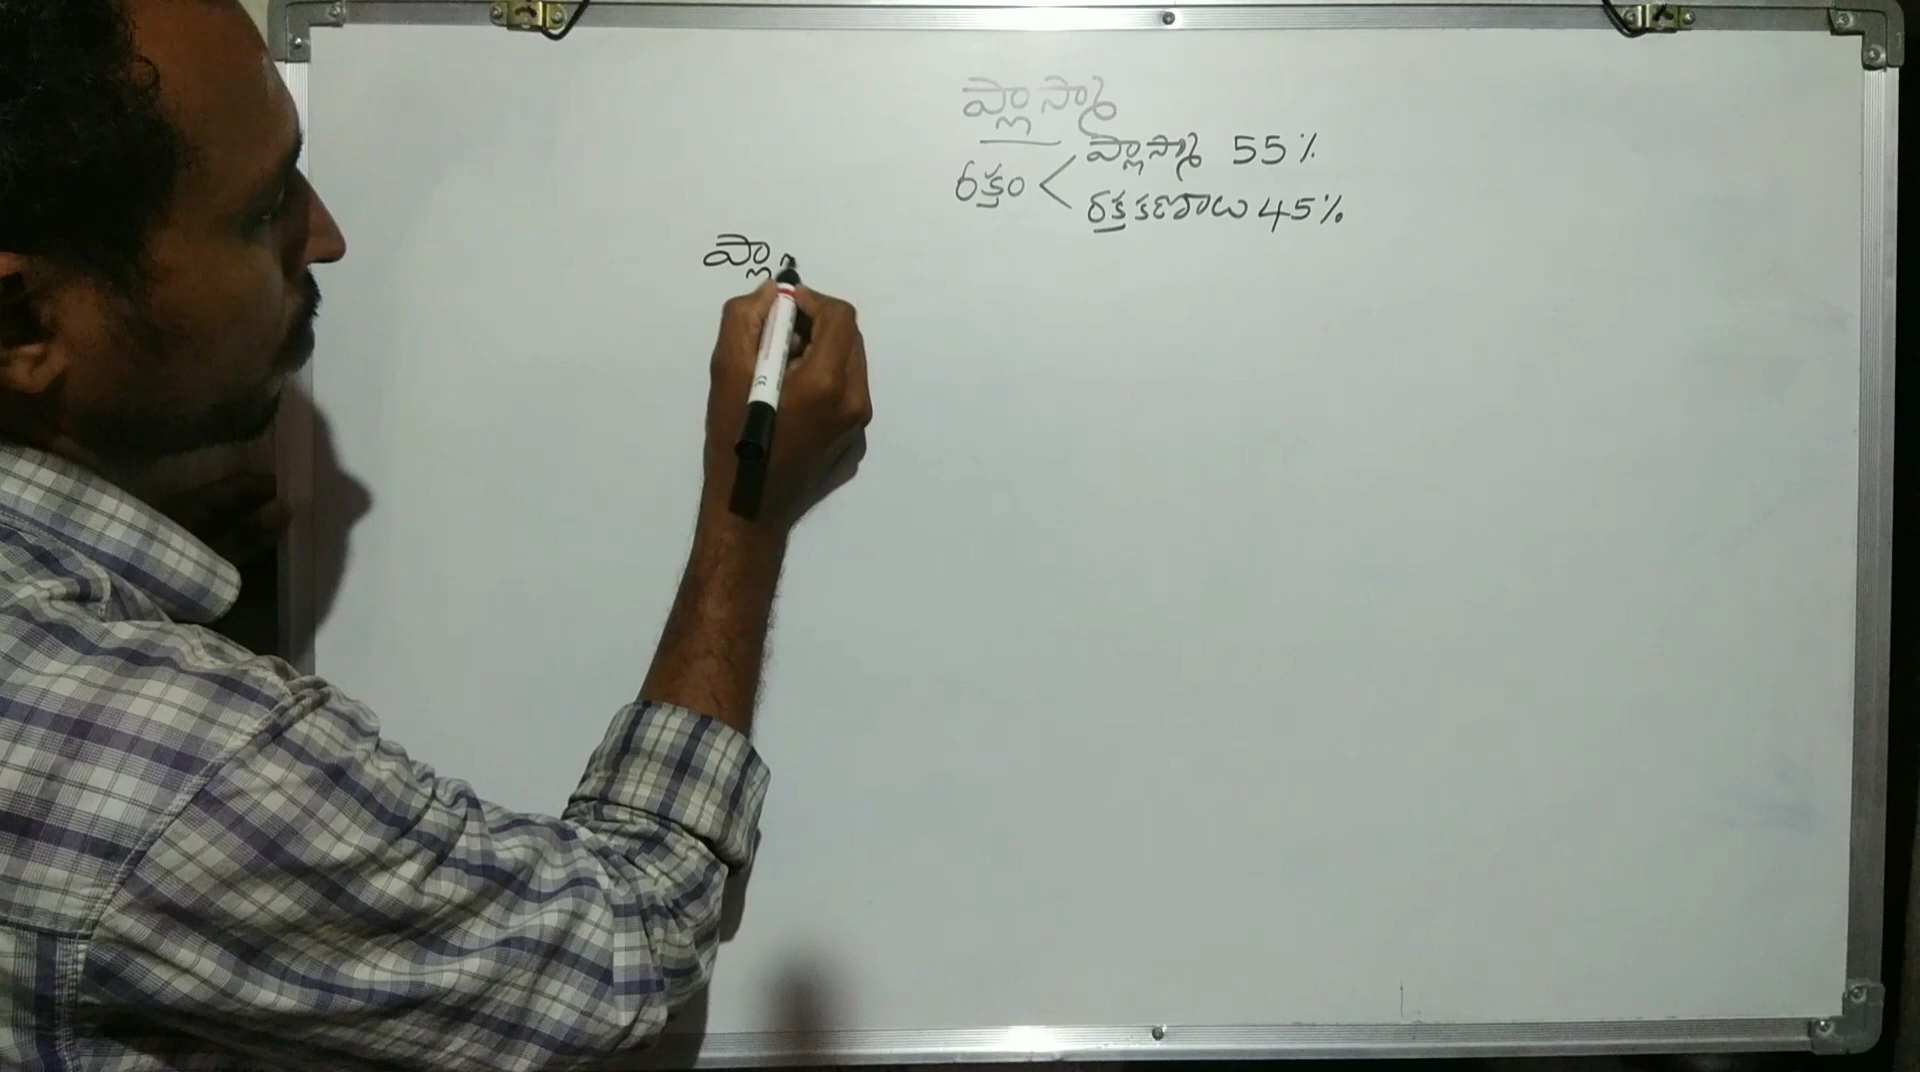 ప్లాస్మా
రక్తం < ప్లాస్మా 55%
రక్తకణాలు 45%
ప్లా